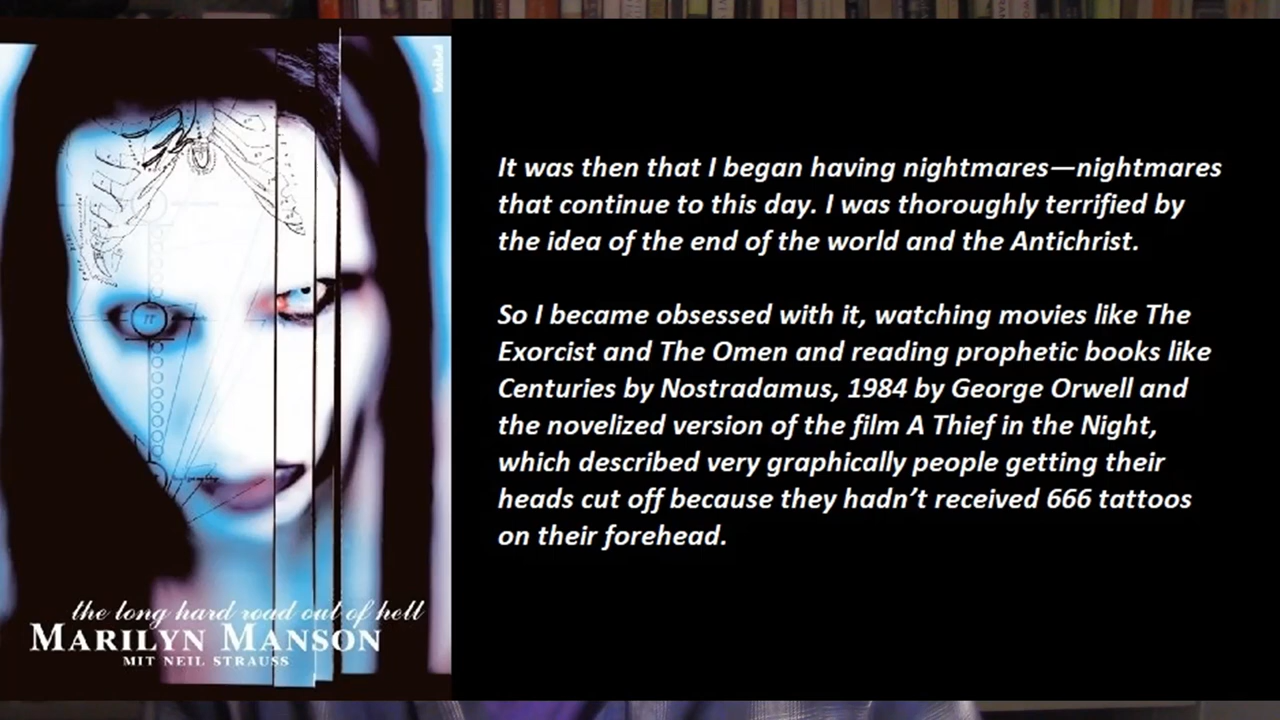 the long hard road out of hell
MARILYN MANSON
MIT NEIL STRAUSS
It was then that I began having nightmares—nightmares
that continue to this day. I was thoroughly terrified by
the idea of the end of the world and the Antichrist.
So I became obsessed with it, watching movies like The
Exorcist and The Omen and reading prophetic books like
Centuries by Nostradamus, 1984 by George Orwell and
the novelized version of the film A Thief in the Night,
which described very graphically people getting their
heads cut off because they hadn't received 666 tattoos
on their forehead.